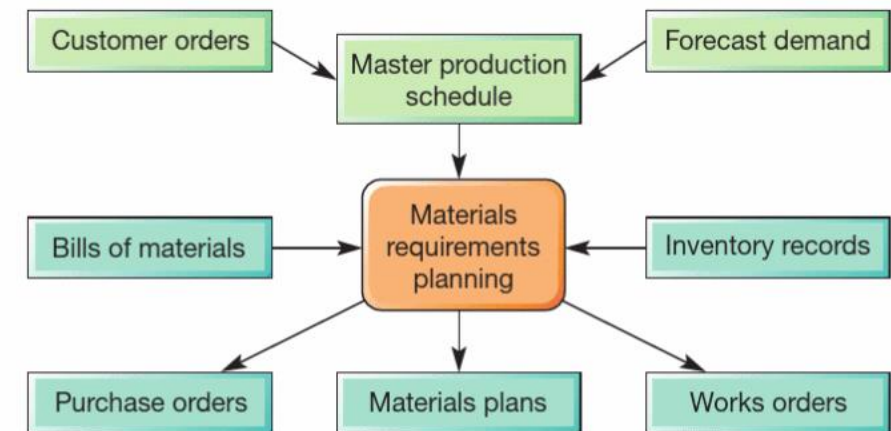 Customer orders
Forecast demand
Master production
schedule
Bills of materials
Materials
requirements
planning
Inventory records
Purchase orders
Materials plans
Works orders